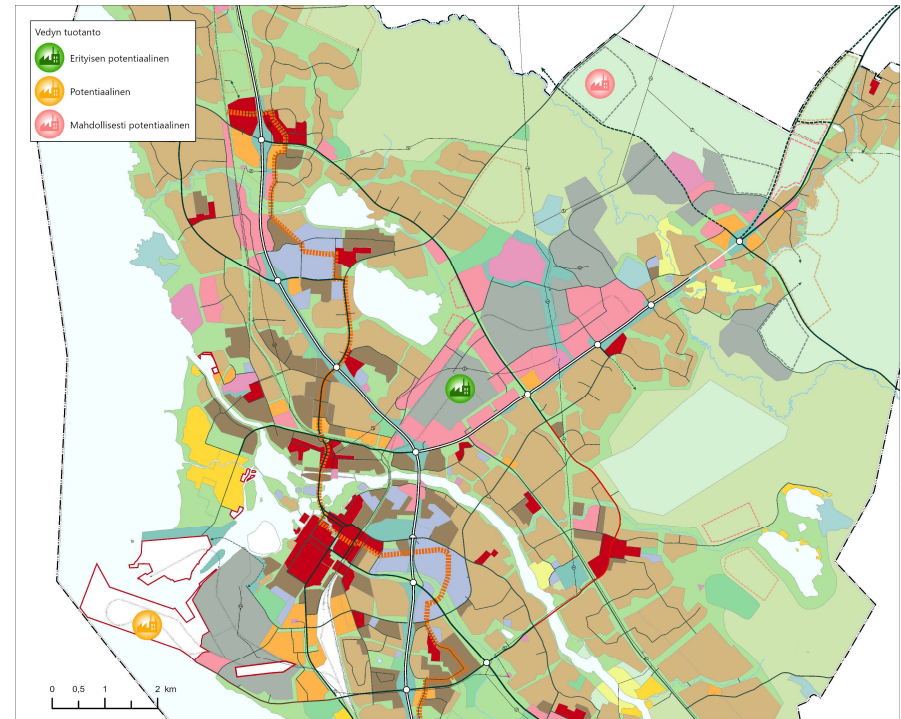 Vedyn tuotanto
Erityisen potentiaalinen
Potentiaalinen
Mahdollisesti potentiaalinen
0 0,5 1 2 km